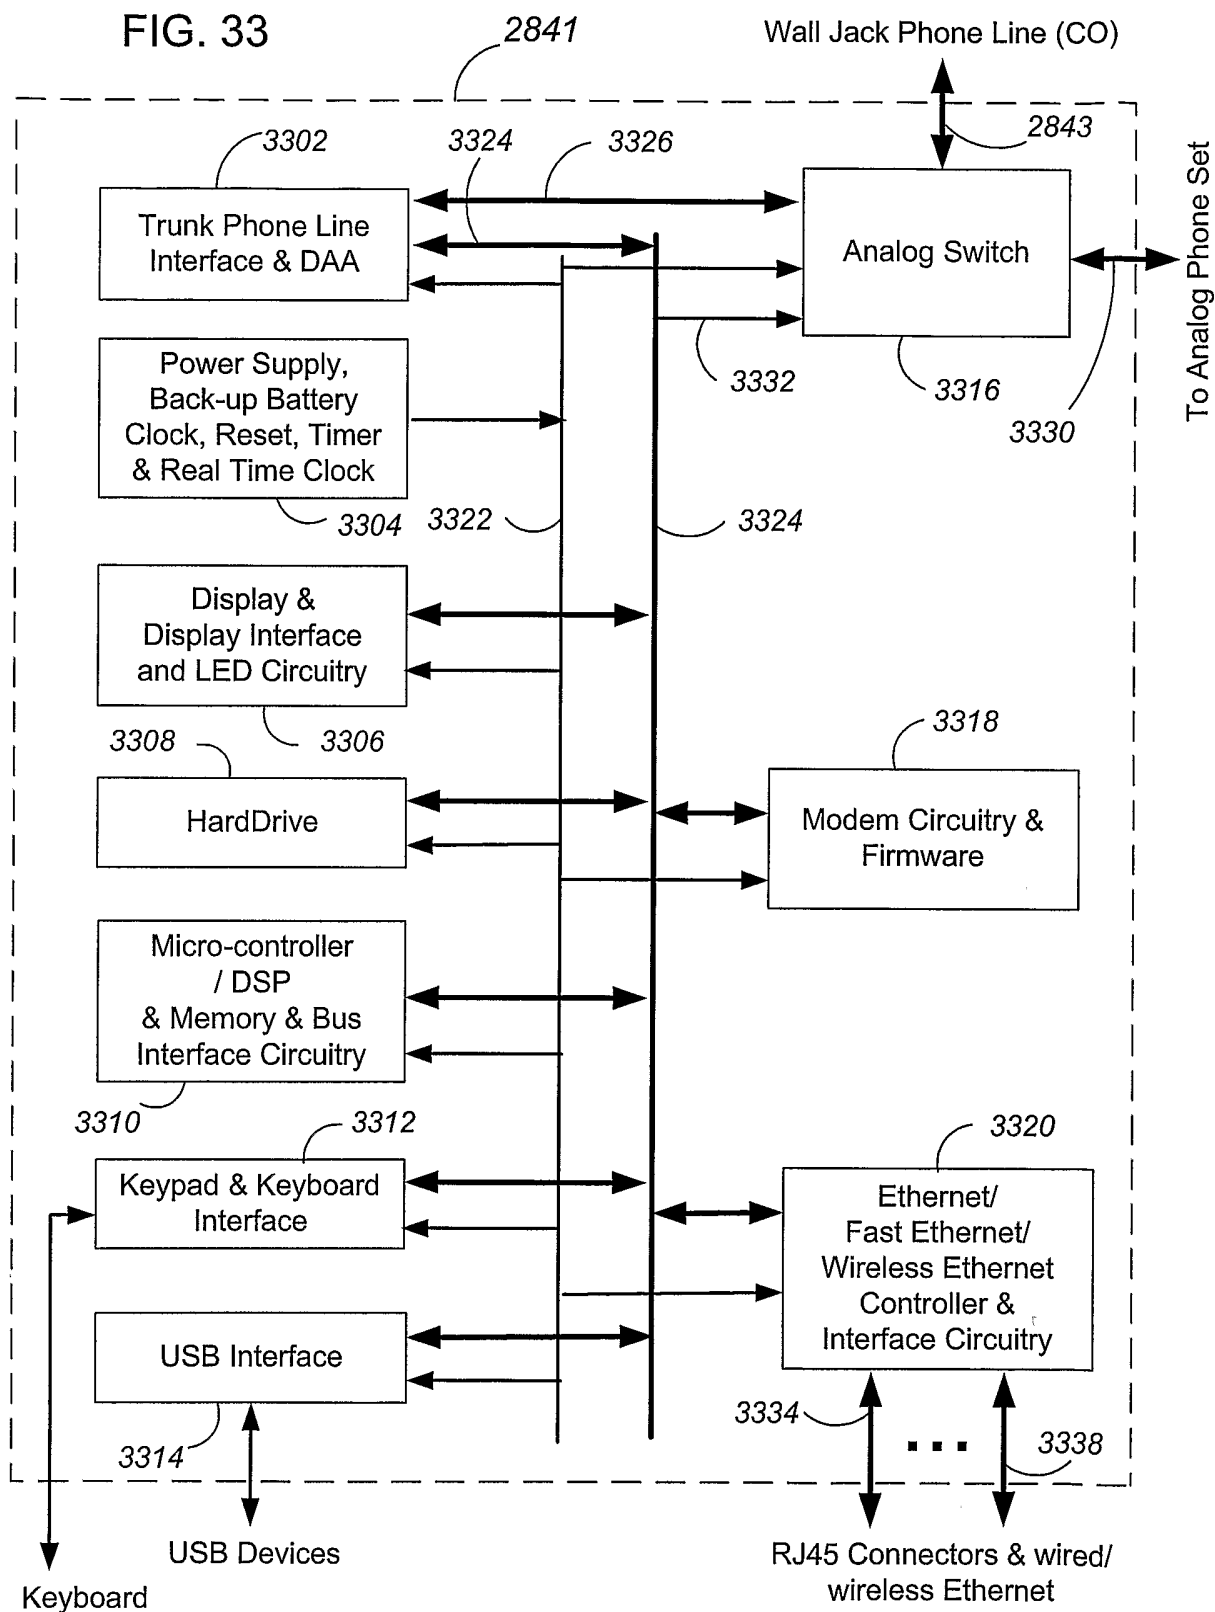 FIG. 33
2841
Wall Jack Phone Line (CO)
2843
3302
3324
3326
Trunk Phone Line
Interface & DAA
Analog Switch
To Analog Phone Set
3332
3316
3330
Power Supply,
Back-up Battery
Clock, Reset, Timer
& Real Time Clock
3304
3322
3324
Display &
Display Interface
and LED Circuitry
3306
3308
HardDrive
3318
Modem Circuitry &
Firmware
Micro-controller
/ DSP
& Memory & Bus
Interface Circuitry
3310
3312
Keypad & Keyboard
Interface
3320
Ethernet/
Fast Ethernet/
Wireless Ethernet
Controller &
Interface Circuitry
USB Interface
3314
3334
3338
USB Devices
Keyboard
RJ45 Connectors & wired/
wireless Ethernet